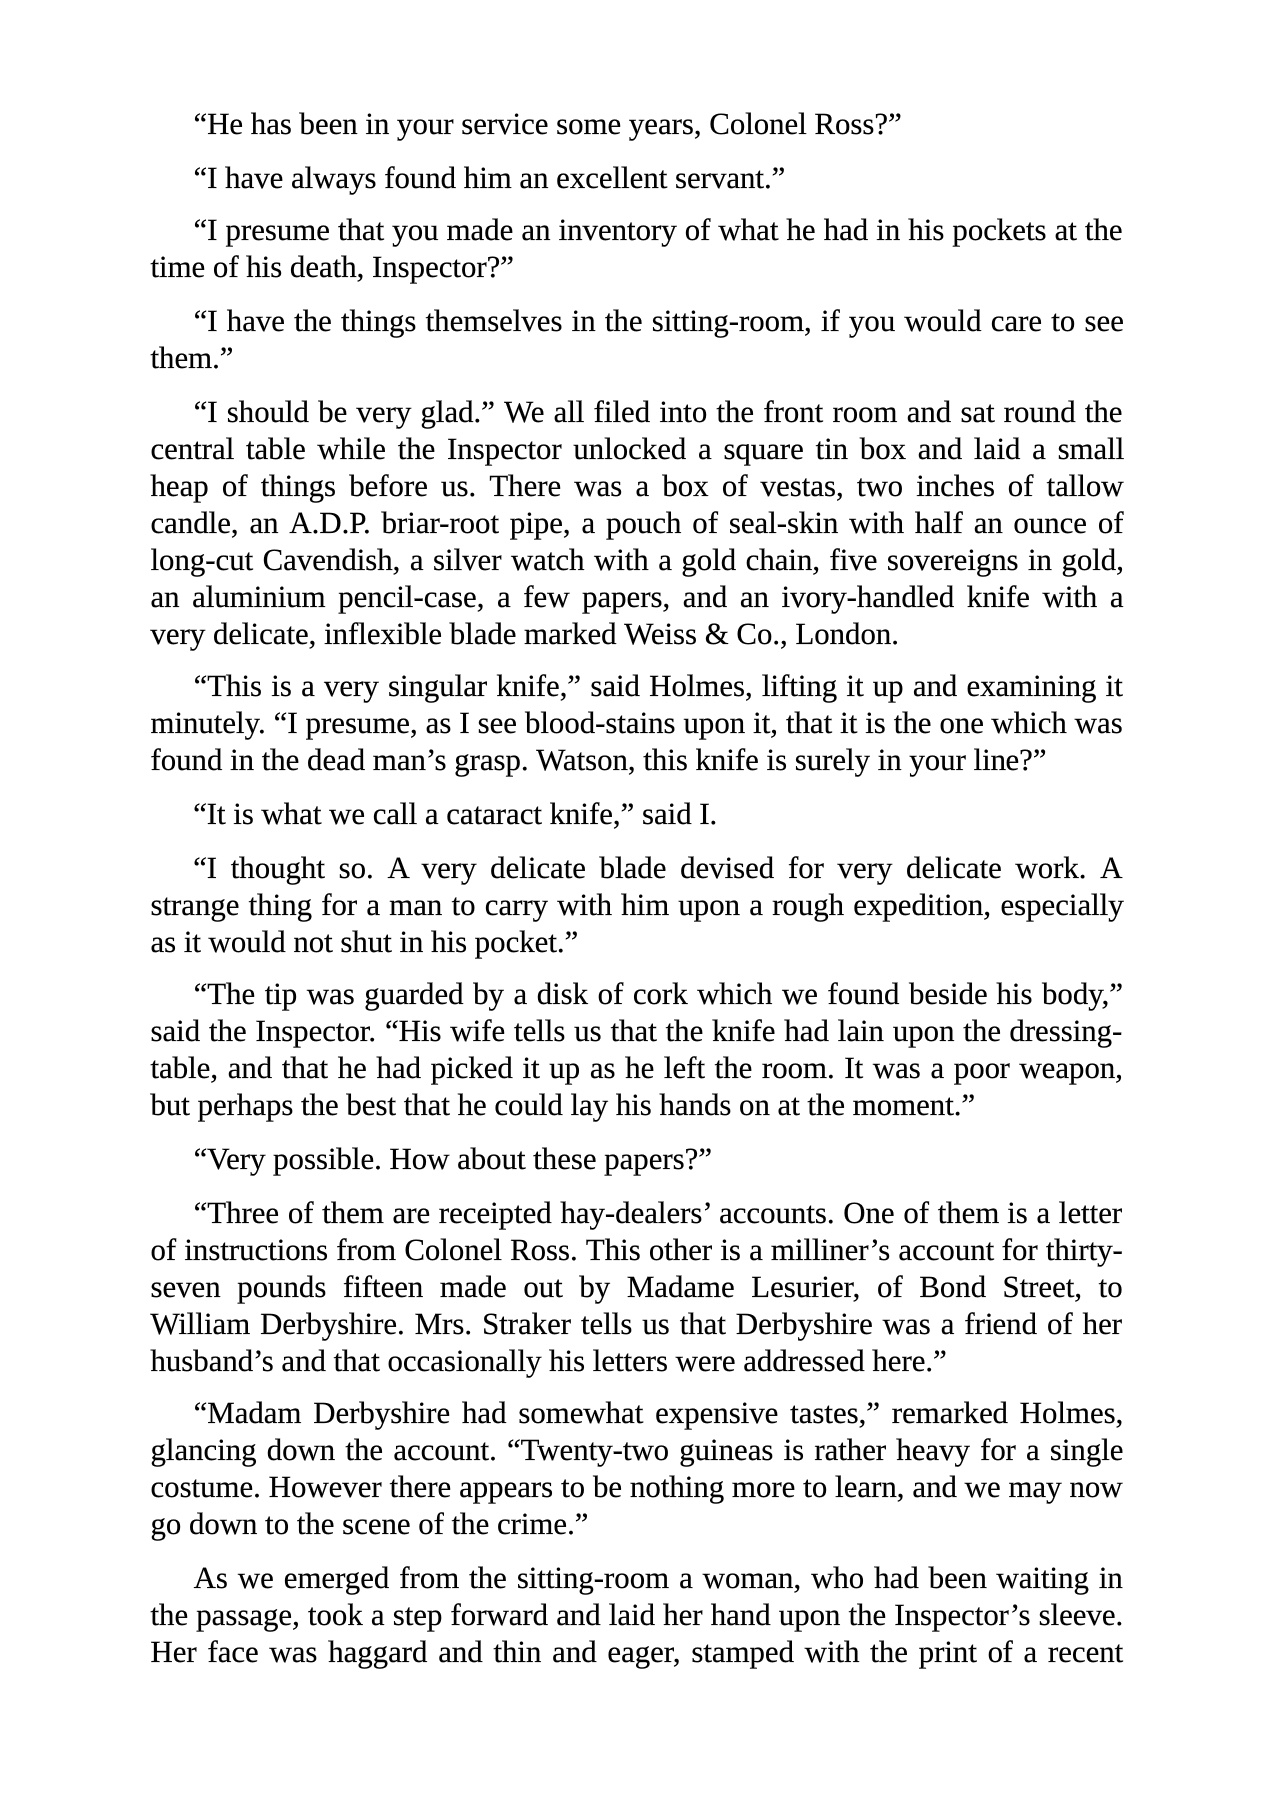 “He has been in your service some years, Colonel Ross?”
“I have always found him an excellent servant.”
“I presume that you made an inventory of what he had in his pockets at the
time of his death, Inspector?”
“I have the things themselves in the sitting-room, if you would care to see
them.”
“I should be very glad.” We all filed into the front room and sat round the
central table while the Inspector unlocked a square tin box and laid a small
heap of things before us. There was a box of vestas, two inches of tallow
candle, an A.D.P. briar-root pipe, a pouch of seal-skin with half an ounce of
long-cut Cavendish, a silver watch with a gold chain, five sovereigns in gold,
an aluminium pencil-case, a few papers, and an ivory-handled knife with a
very delicate, inflexible blade marked Weiss & Co., London.
“This is a very singular knife,” said Holmes, lifting it up and examining it
minutely. “I presume, as I see blood-stains upon it, that it is the one which was
found in the dead man’s grasp. Watson, this knife is surely in your line?”
“It is what we call a cataract knife,” said I.
“I thought so. A very delicate blade devised for very delicate work. A
strange thing for a man to carry with him upon a rough expedition, especially
as it would not shut in his pocket.”
“The tip was guarded by a disk of cork which we found beside his body,”
said the Inspector. “His wife tells us that the knife had lain upon the dressing-
table, and that he had picked it up as he left the room. It was a poor weapon,
but perhaps the best that he could lay his hands on at the moment.”
“Very possible. How about these papers?”
“Three of them are receipted hay-dealers’ accounts. One of them is a letter
of instructions from Colonel Ross. This other is a milliner’s account for thirty-
seven pounds fifteen made out by Madame Lesurier, of Bond Street, to
William Derbyshire. Mrs. Straker tells us that Derbyshire was a friend of her
husband’s and that occasionally his letters were addressed here.”
“Madam Derbyshire had somewhat expensive tastes,” remarked Holmes,
glancing down the account. “Twenty-two guineas is rather heavy for a single
costume. However there appears to be nothing more to learn, and we may now
go down to the scene of the crime.”
As we emerged from the sitting-room a woman, who had been waiting in
the passage, took a step forward and laid her hand upon the Inspector’s sleeve.
Her face was haggard and thin and eager, stamped with the print of a recent